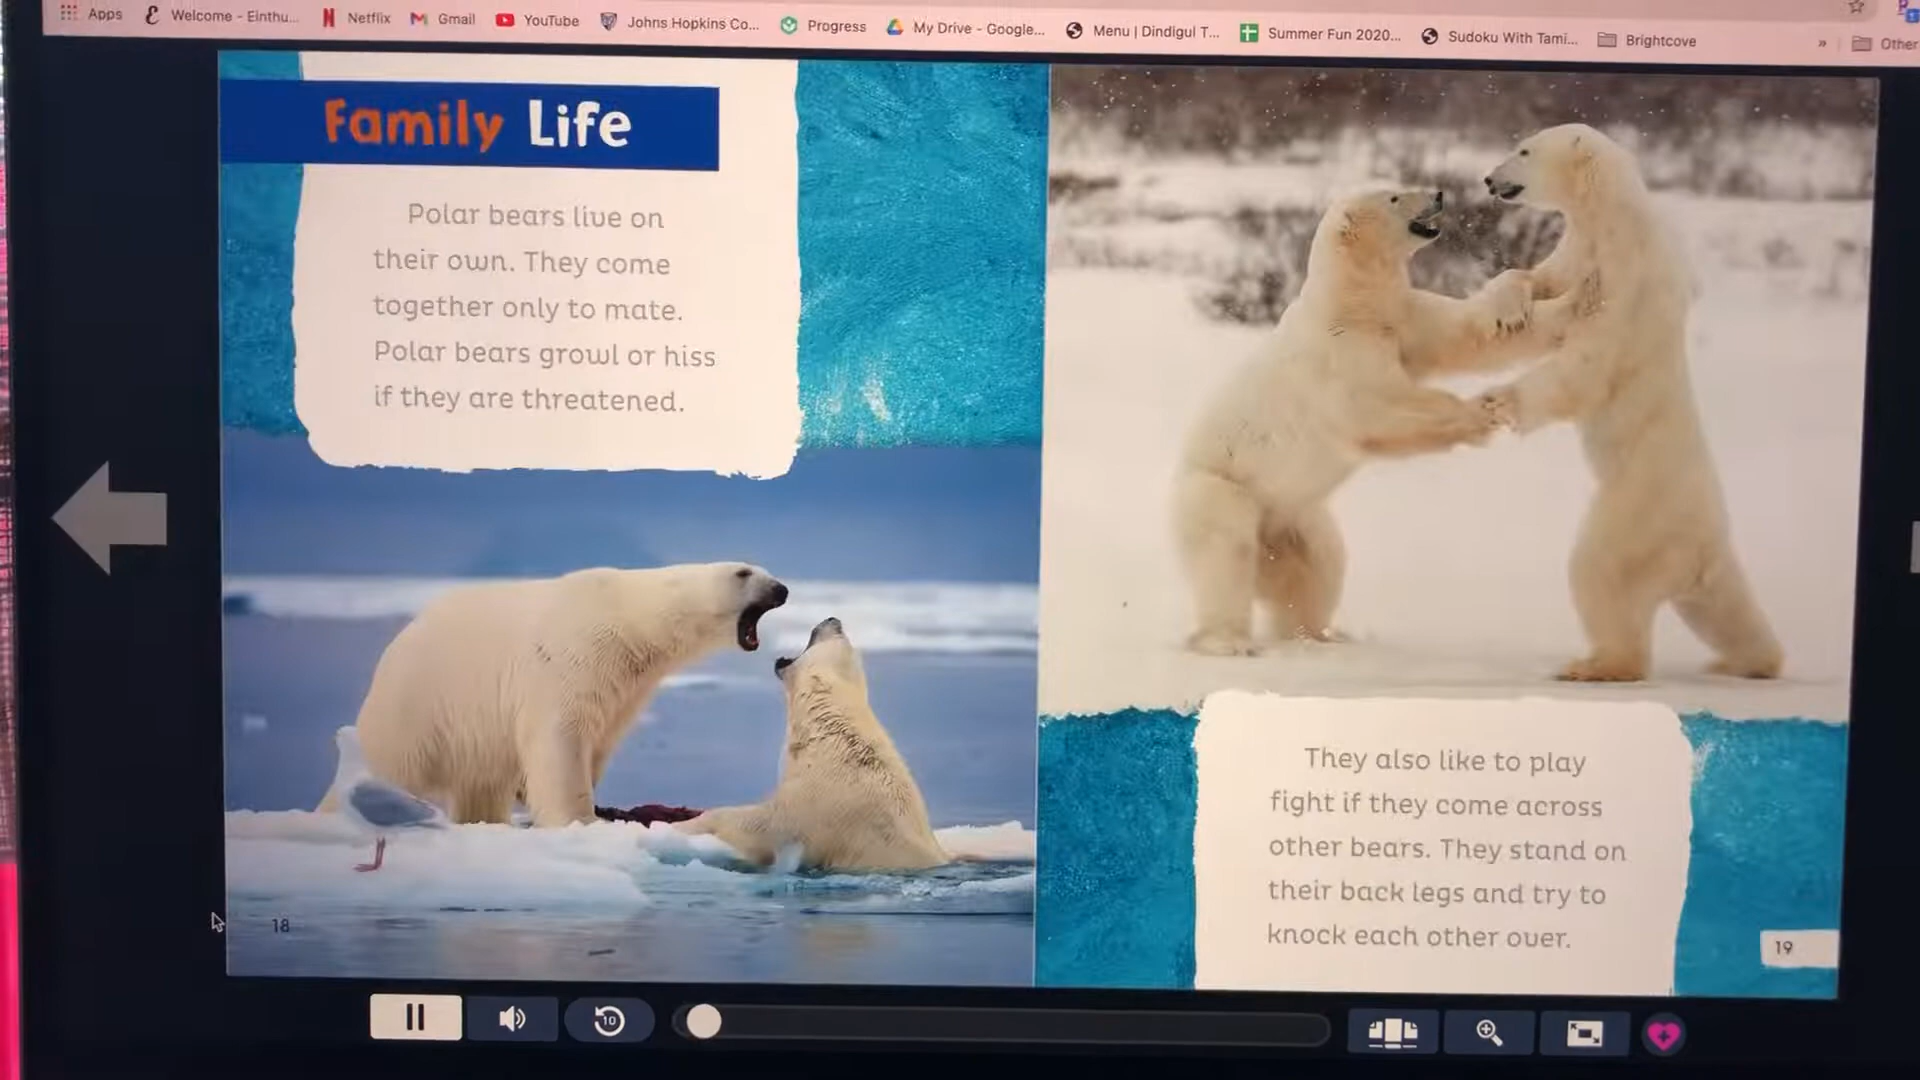 Apps
Welcome - Einthu...
Netflix
Gmail
YouTube
Johns Hopkins Co...
Progress
My Drive - Google...
Menu | Dindigul T...
Summer Fun 2020...
Sudoku With Tami...
Brightcove
»
Other
Family Life
Polar bears live on
their own. They come
together only to mate.
Polar bears growl or hiss
if they are threatened.
18
They also like to play
fight if they come across
other bears. They stand on
their back legs and try to
knock each other over.
19
10